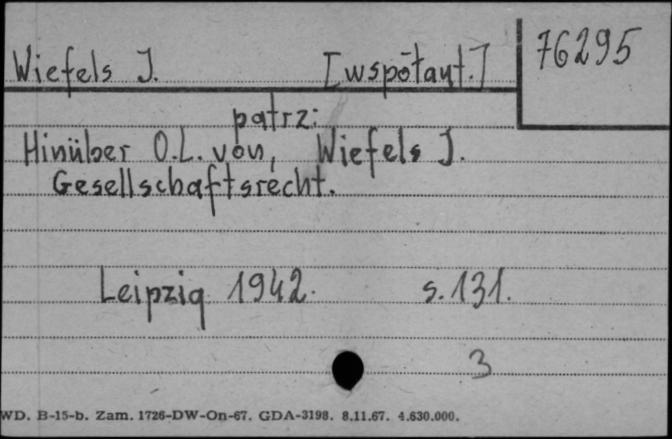 Wiefels J. [wspótaut.] 76295
patrz:
Hinüber O.L. von, Wiefels J.
Gesellschaftsrecht.
Leipzig 1942. s. 131.
3
WD. B-15-b. Zam. 1726-DW-On-67. GDA-3198. 8.11.67. 4.630.000.